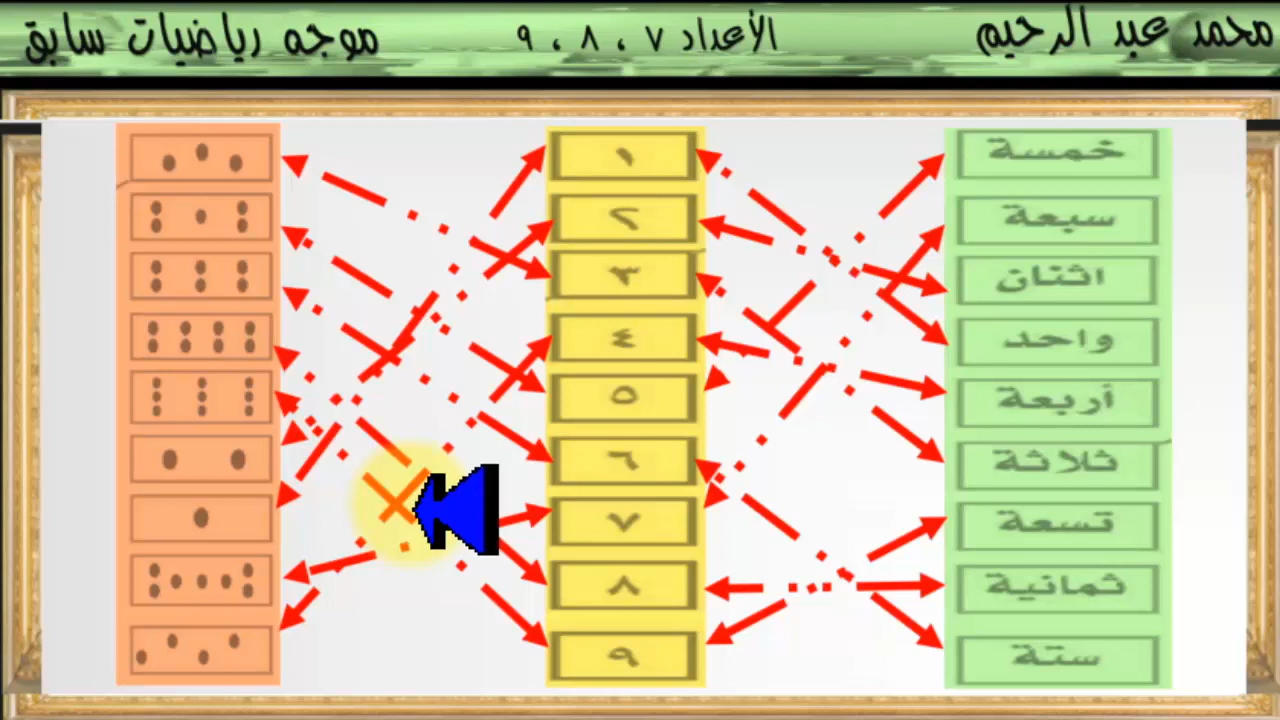 محمد عبد الرحيم
الأعداد ٧ ، ٨ ، ٩
موجه رياضيات سابق
خمسة
سبعة
اثنان
واحد
أربعة
ثلاثة
تسعة
ثمانية
ستة
١
٢
٣
٤
٥
٦
٧
٨
٩